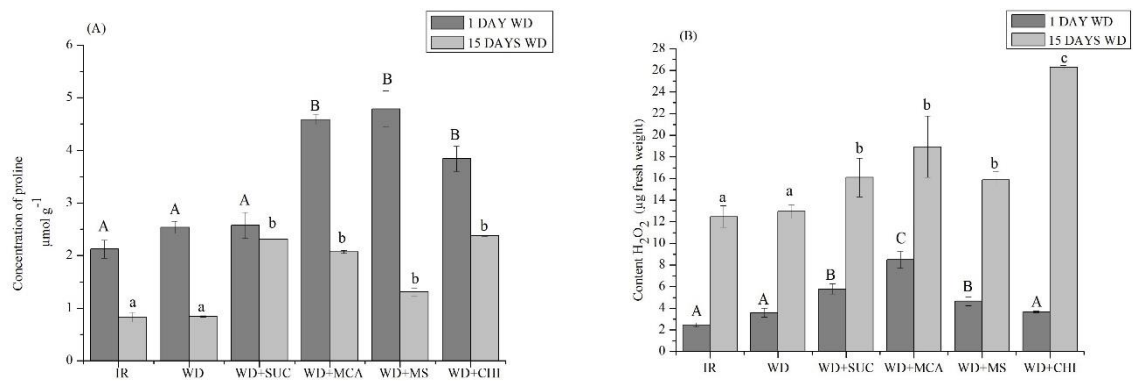 (A)
1 DAY WD
15 DAYS WD
Concentration of proline
µmol g⁻¹
6
5
4
3
2
1
0
A
a
A
a
A
b
B
b
B
b
B
b
IR
WD
WD+SUC
WD+MCA
WD+MS
WD+CHI
(B)
1 DAY WD
15 DAYS WD
Content H₂O₂ (µg fresh weight)
28
26
24
22
20
18
16
14
12
10
8
6
4
2
0
A
a
A
a
B
b
C
b
B
b
A
c
IR
WD
WD+SUC
WD+MCA
WD+MS
WD+CHI